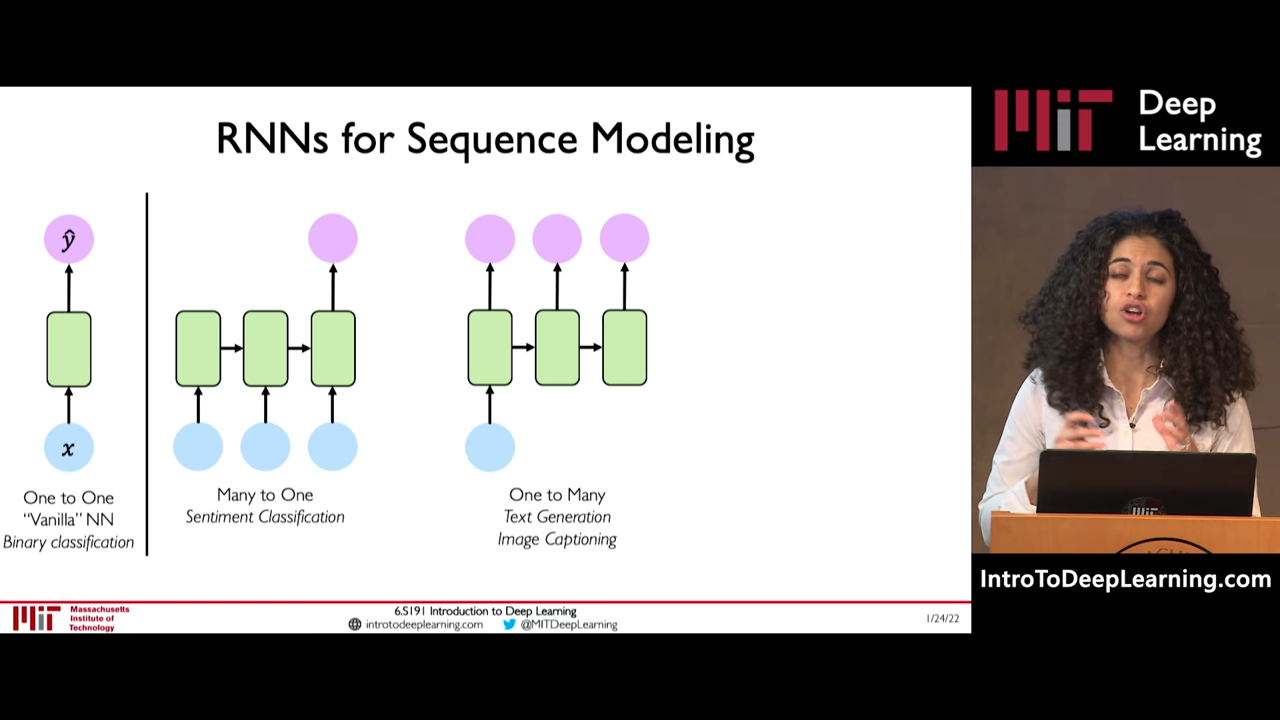 RNNs for Sequence Modeling
ŷ
x
One to One
“Vanilla” NN
Binary classification
Many to One
Sentiment Classification
One to Many
Text Generation
Image Captioning
Massachusetts
Institute of
Technology
6.S191 Introduction to Deep Learning
introtodeeplearning.com @MITDeepLearning
1/24/22
MIT
Deep
Learning
IntroToDeepLearning.com